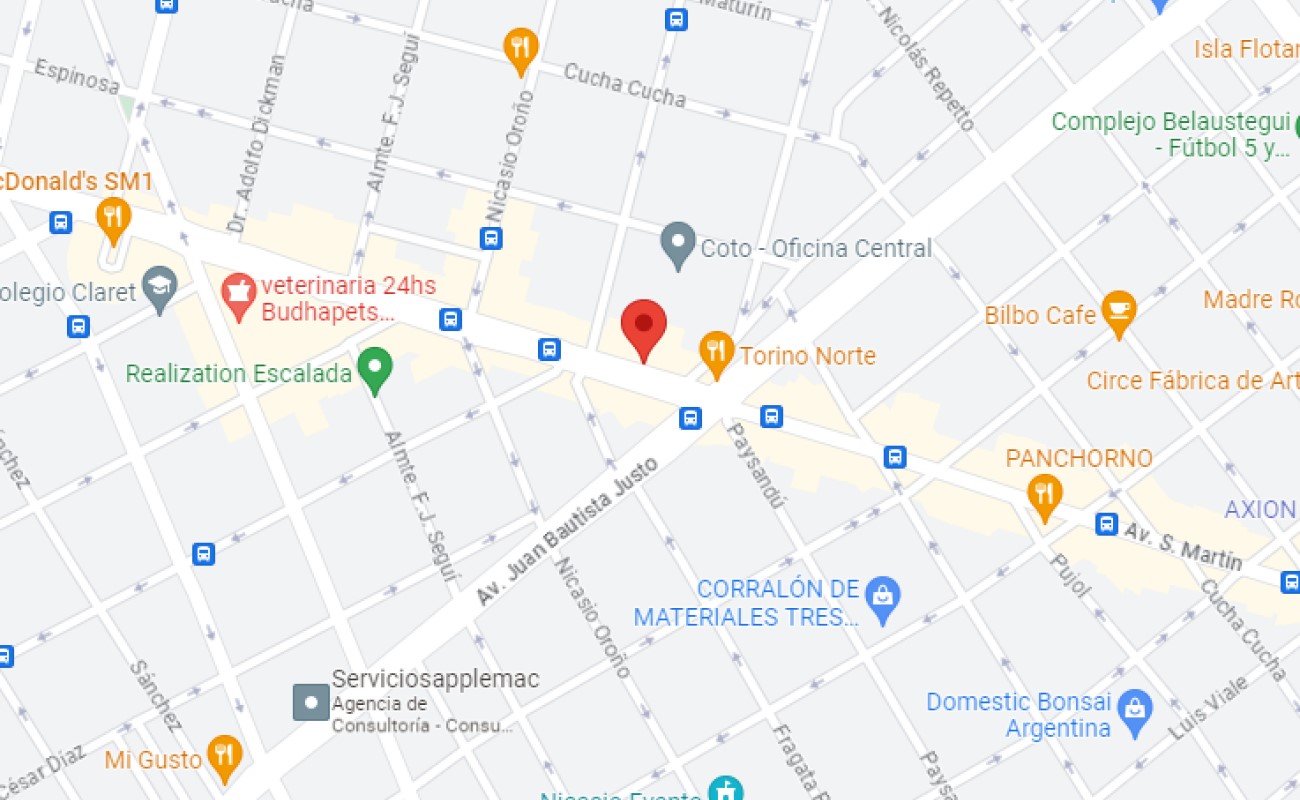 Maturín
Nicolás Repetto
Isla Flotar
Espinosa
Cucha Cucha
Dr. Adolfo Dickman
Almte. F.J. Seguí
Nicasio Oroño
Complejo Belaustegui
- Fútbol 5 y...
cDonald's SM1
Coto - Oficina Central
olegio Claret
veterinaria 24hs
Budhapets...
Bilbo Cafe
Madre Ro
Torino Norte
Realization Escalada
Circe Fábrica de Art
nchez
Almte. F.J. Seguí
Paysandú
PANCHORNO
Av. Juan Bautista Justo
AXION
Av. S. Martín
Nicasio Oroño
CORRALÓN DE
MATERIALES TRES...
Pujol
Cucha Cucha
Sánchez
Serviciosapplemac
Agencia de
Consultoría - Consu...
Domestic Bonsai
Argentina
Luis Viale
César Diaz
Mi Gusto
Fragata P
Paysa
Nicasio Evento